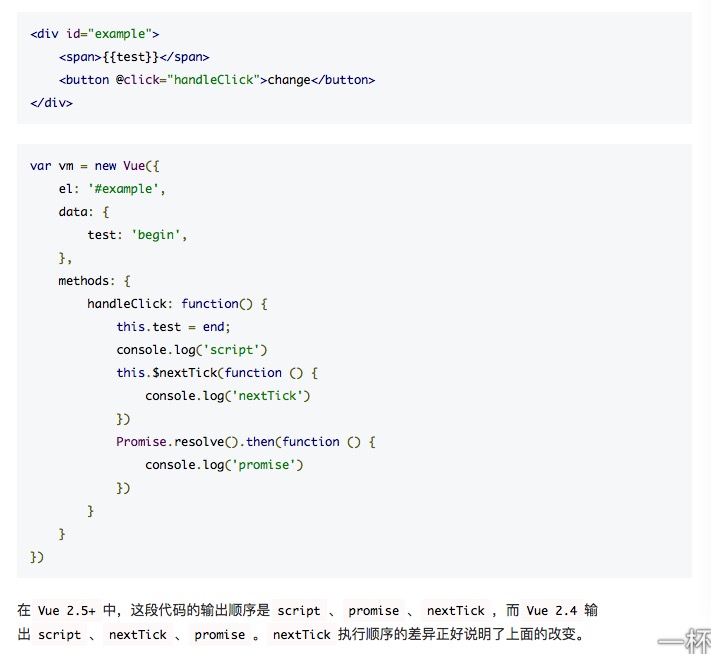 <div id="example">
    <span>{{test}}</span>
    <button @click="handleClick">change</button>
</div>
var vm = new Vue({
    el: '#example',
    data: {
        test: 'begin',
    },
    methods: {
        handleClick: function() {
            this.test = end;
            console.log('script')
            this.$nextTick(function () {
                console.log('nextTick')
            })
            Promise.resolve().then(function () {
                console.log('promise')
            })
        }
    }
})
在 Vue 2.5+ 中，这段代码的输出顺序是 script 、 promise 、 nextTick ，而 Vue 2.4 输
出 script 、 nextTick 、 promise 。 nextTick 执行顺序的差异正好说明了上面的改变。
一杯